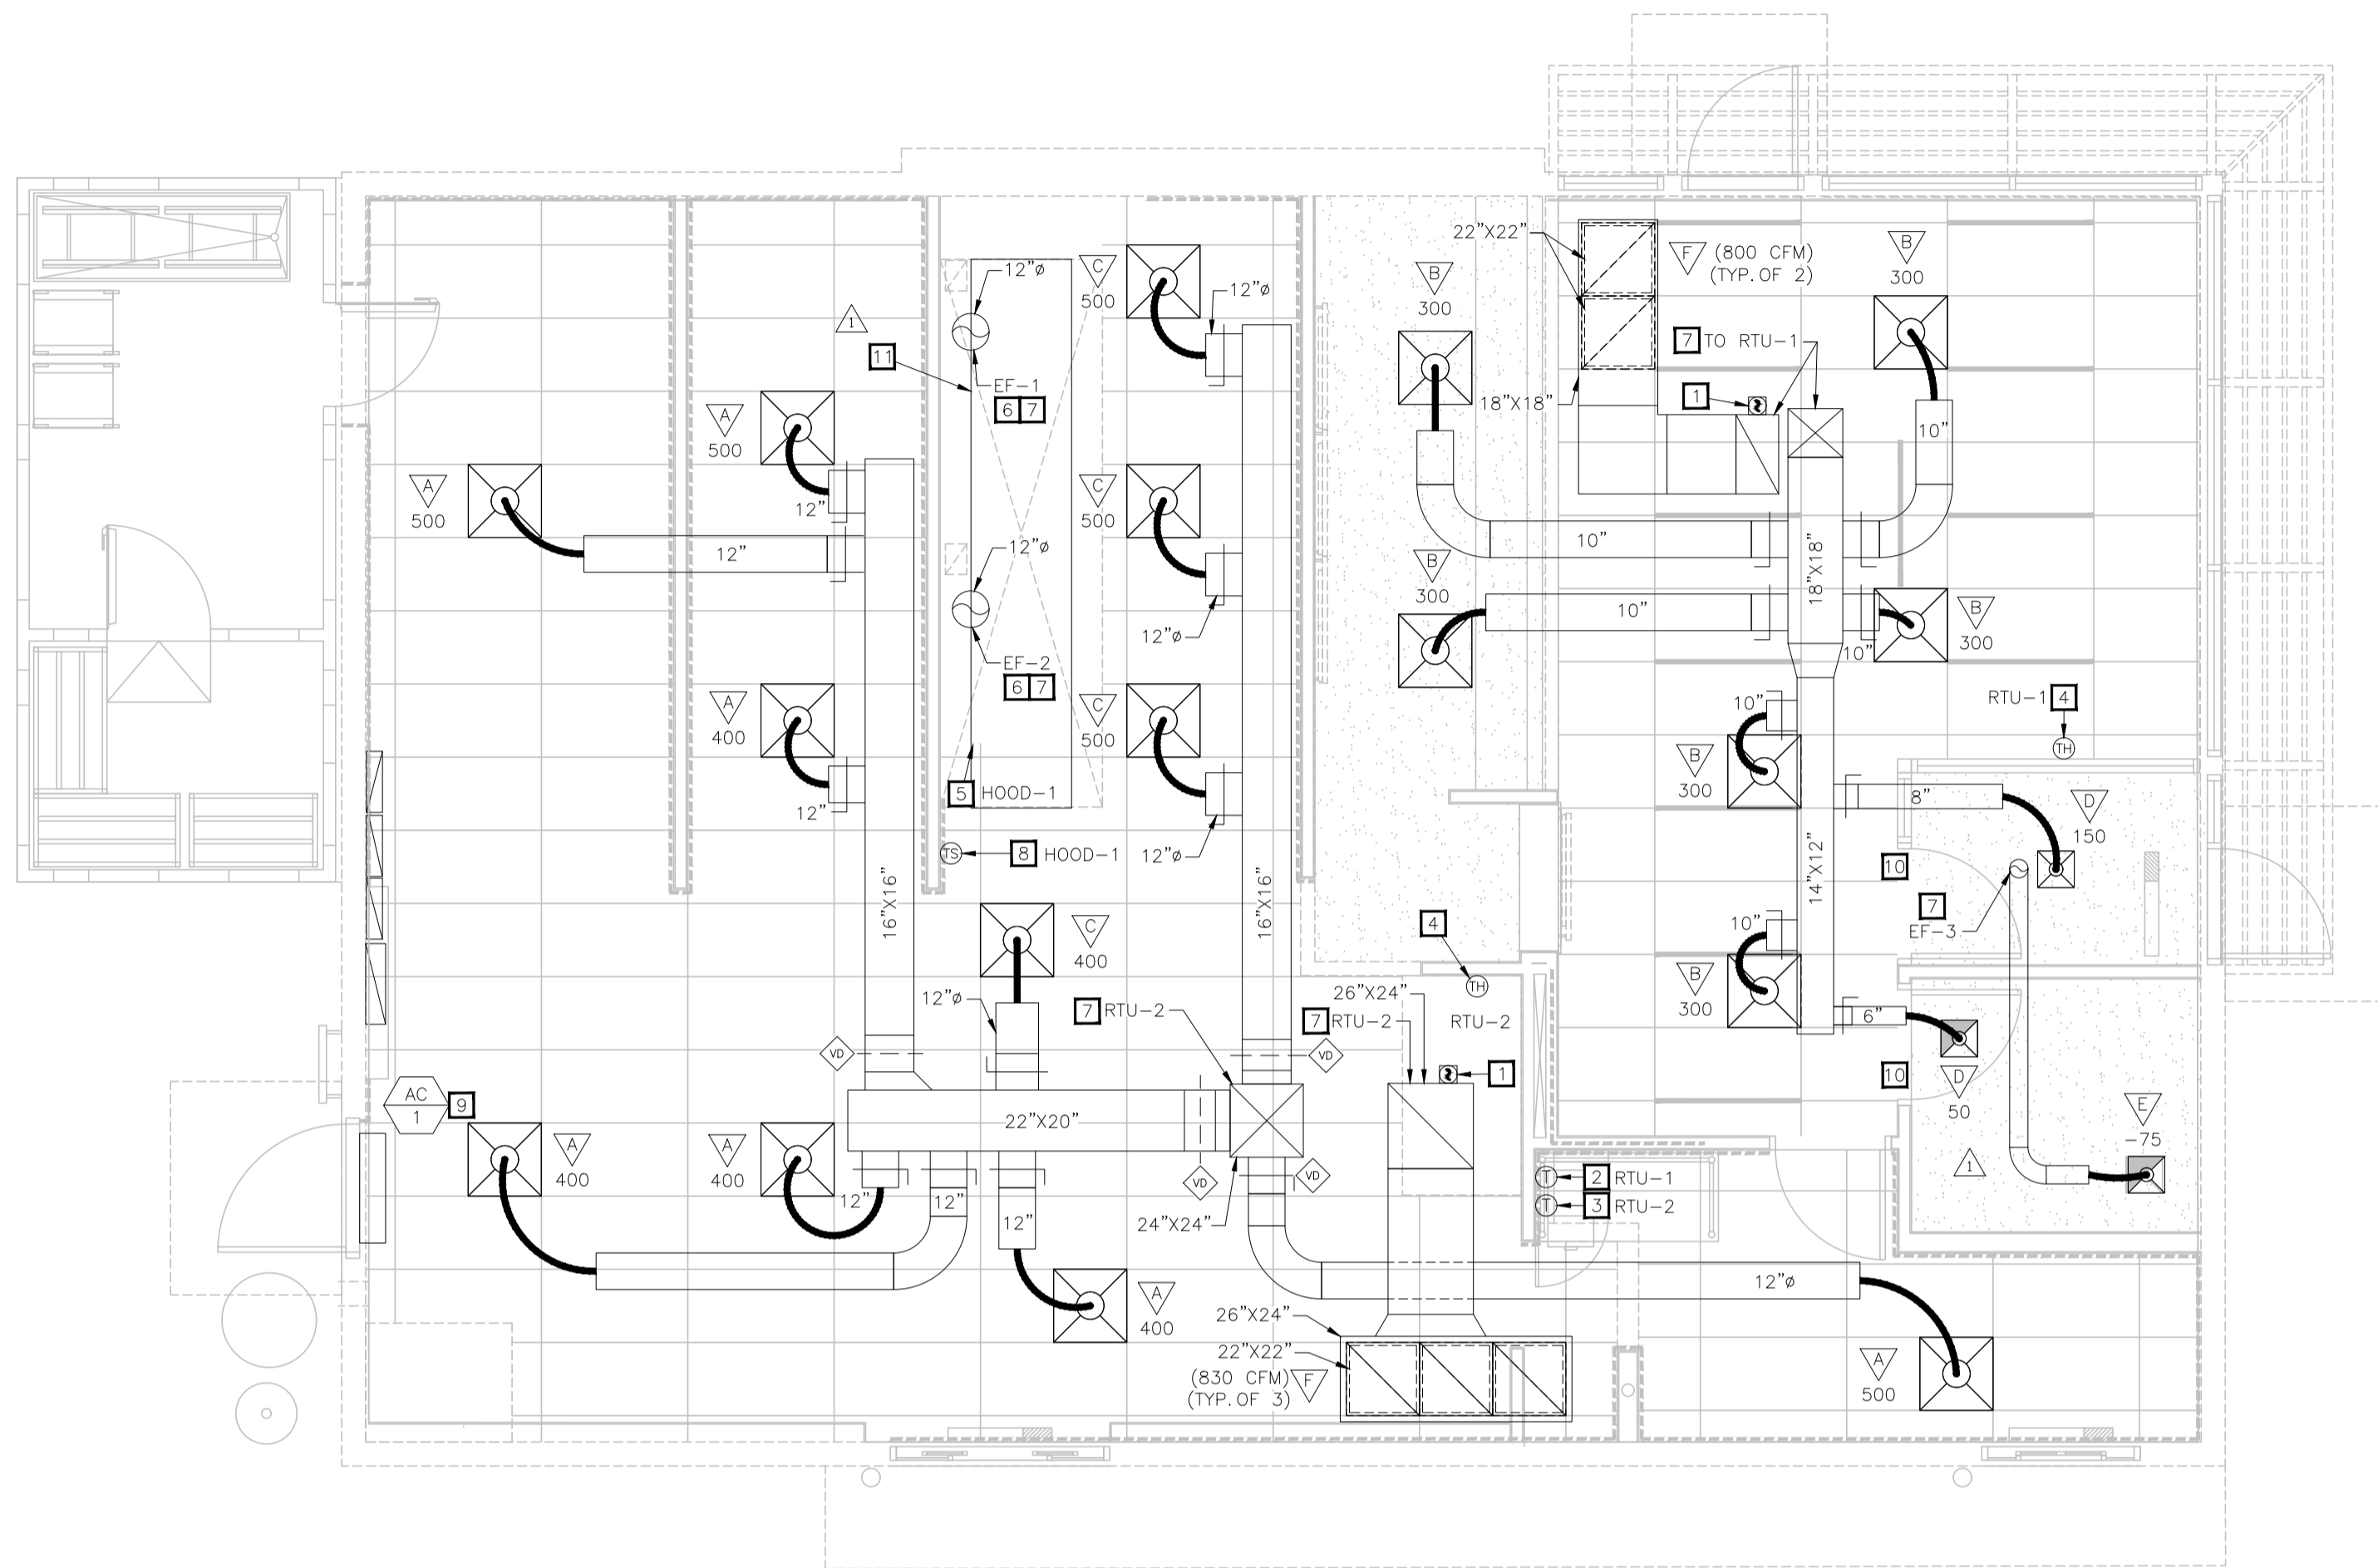 22"X22"
F (800 CFM)
(TYP. OF 2)
B
300
B
300
12"ø
C
500
12"ø
1
11
EF-1
6 7
7 TO RTU-1
1
18"X18"
A
500
12"
10"
A
500
C
500
12"
12"ø
10"
18"X18"
B
300
10"
B
300
10"
12"ø
EF-2
6 7
A
400
C
500
10"
RTU-1 4
TH
B
300
12"
5 HOOD-1
8"
D
150
TS
8 HOOD-1
12"ø
16"X16"
16"X16"
14"X12"
10
7
EF-3
C
400
4
TH
10"
B
300
12"ø
7 RTU-2
26"X24"
7 RTU-2
RTU-2
6"
VD
VD
1
10
D
50
AC
1
9
22"X20"
E
-75
1
A
400
A
400
12"
12"
12"
VD
VD
24"X24"
T
2 RTU-1
T
3 RTU-2
A
400
12"ø
26"X24"
22"X22"
(830 CFM) F
(TYP. OF 3)
A
500